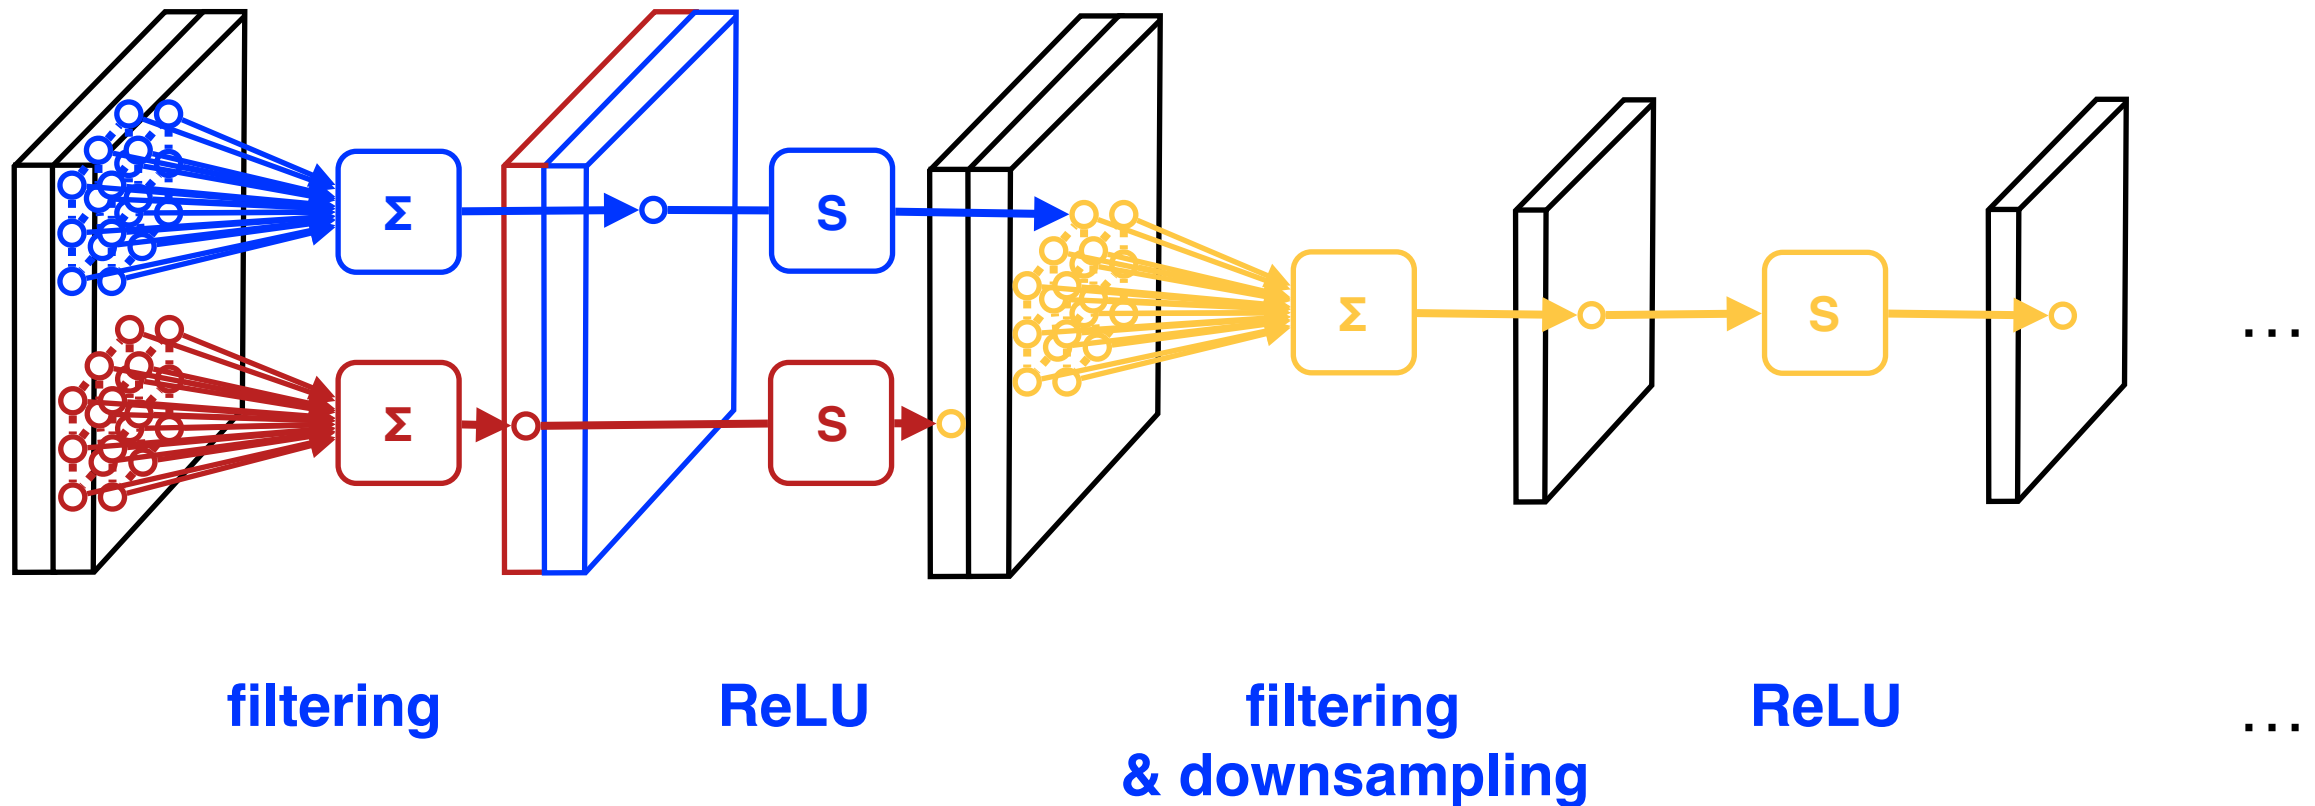 Σ
S
Σ
S
Σ
S
...
filtering
ReLU
filtering
& downsampling
ReLU
...